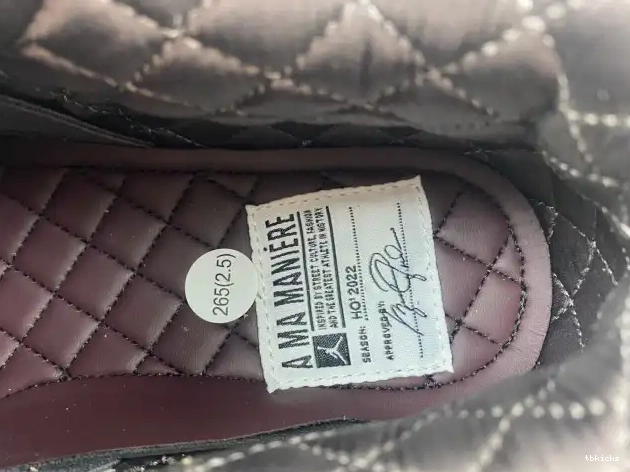 265(2.5)
A MA MANIÉRE
INSPIRED BY STREET CULTURE, FASHION
AND THE GREATEST ATHLETE IN HISTORY
SEASON: HO' 2022
APPROVED BY:
tbkicks